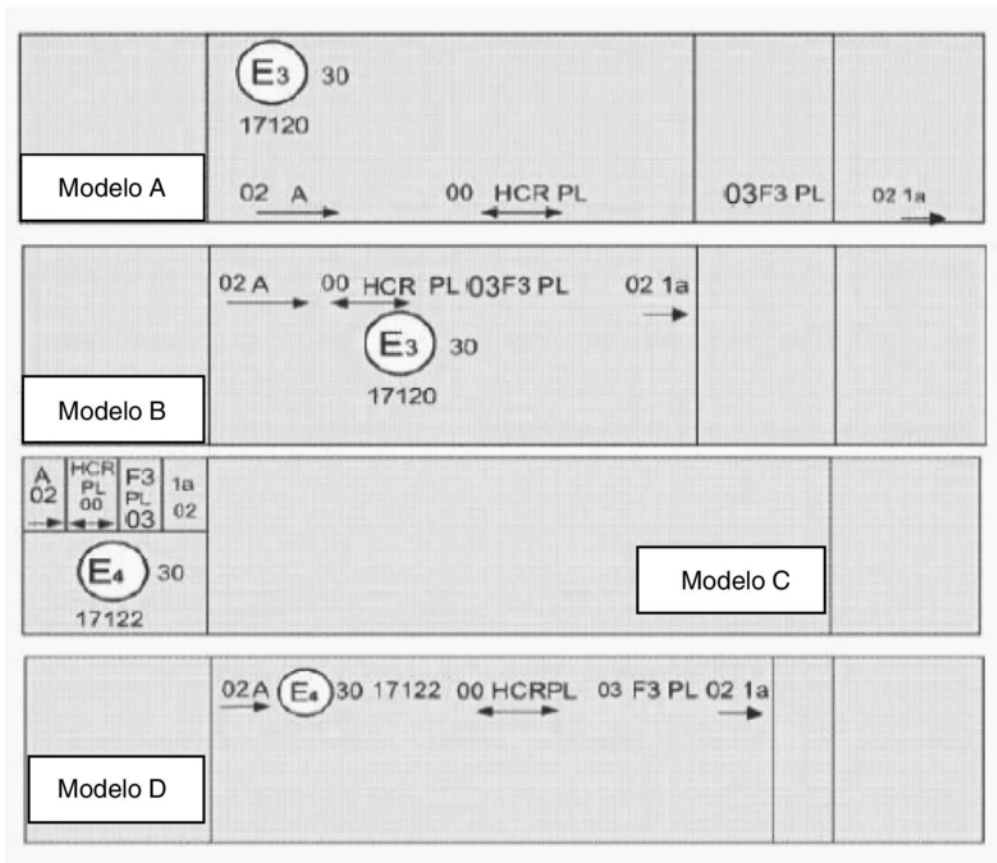 E3 30
17120
Modelo A
02 A 00 HCR PL 03F3 PL 02 1a
02 A 00 HCR PL 03F3 PL 02 1a
E3 30
17120
Modelo B
A
02
HCR
PL
00
F3
PL
03
1a
02
E4 30
17122
Modelo C
02A E4 30 17122 00 HCRPL 03 F3 PL 02 1a
Modelo D